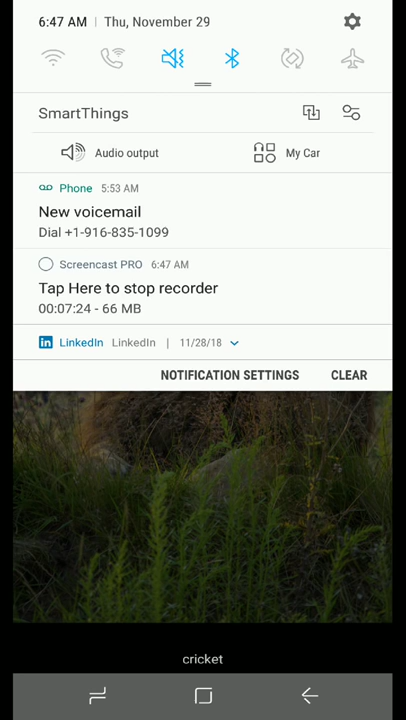 6:47 AM | Thu, November 29
SmartThings
Audio output
My Car
Phone 5:53 AM
New voicemail
Dial +1-916-835-1099
Screencast PRO 6:47 AM
Tap Here to stop recorder
00:07:24 - 66 MB
in LinkedIn LinkedIn | 11/28/18
NOTIFICATION SETTINGS CLEAR
cricket